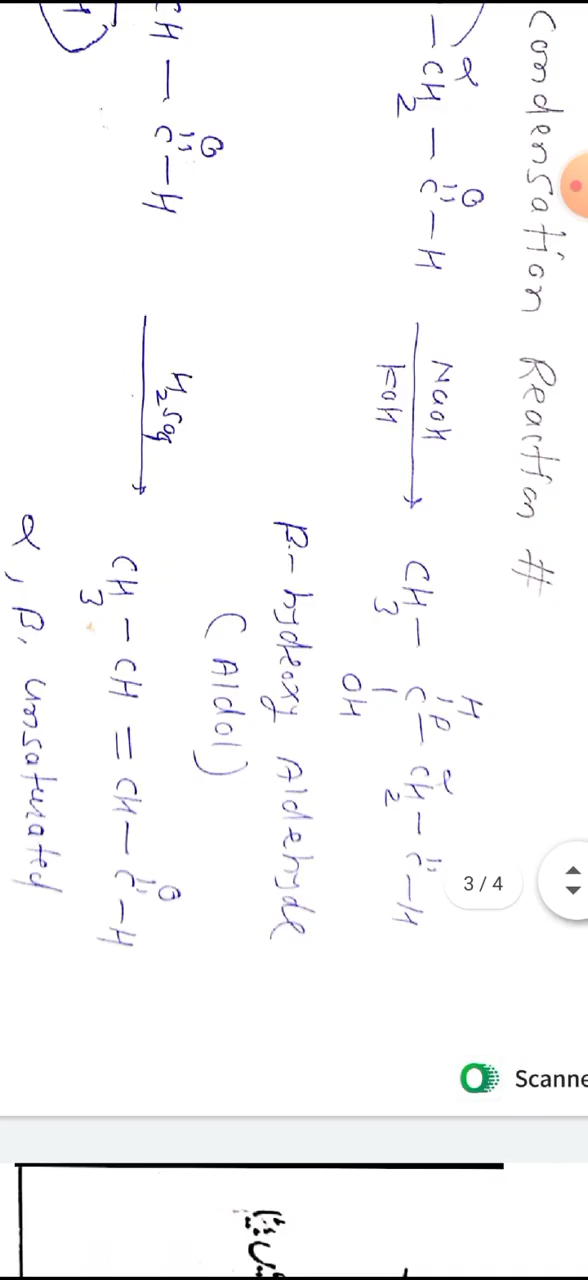 Condensation Reaction #
α
O
NaOH
H
β
α
–CH2 – C – H
CH3 – C – CH2 – C – H
KOH
OH
β-hydroxy Aldehyde
(Aldol)
O
H2SO4
O
CH – C – H
CH3 – CH = CH – C – H
α, β, unsaturated
3 / 4
Scanne